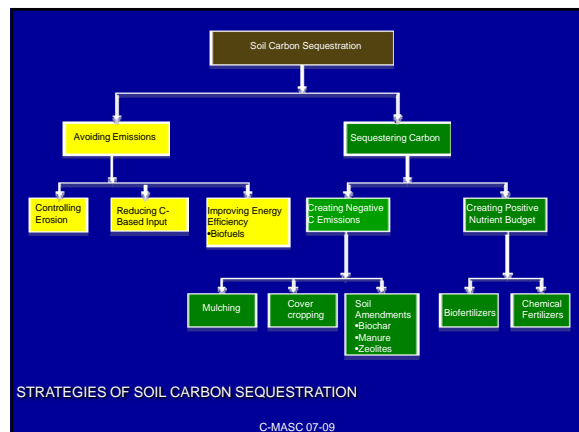 Soil Carbon Sequestration
Avoiding Emissions
Sequestering Carbon
Controlling
Erosion
Reducing C-
Based Input
Improving Energy
Efficiency
•Biofuels
Creating Negative
C Emissions
Creating Positive
Nutrient Budget
Mulching
Cover
cropping
Soil
Amendments
•Biochar
•Manure
•Zeolites
Biofertilizers
Chemical
Fertilizers
STRATEGIES OF SOIL CARBON SEQUESTRATION
C-MASC 07-09